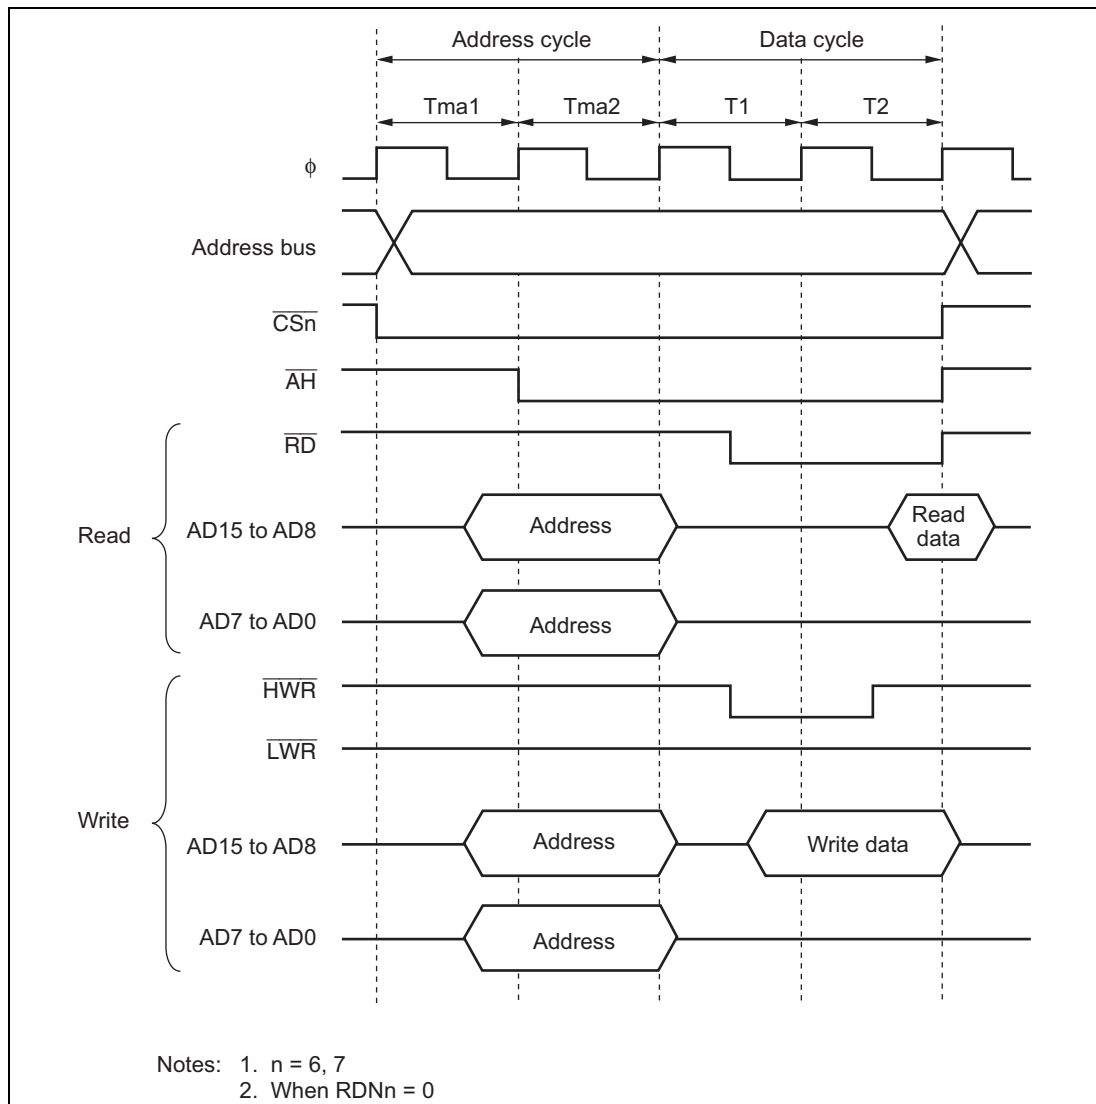 Address cycle Data cycle
Tma1 Tma2 T1 T2
φ
Address bus
CSn
AH
RD
Read AD15 to AD8 Address Read data
AD7 to AD0 Address
HWR
LWR
Write AD15 to AD8 Address Write data
AD7 to AD0 Address
Notes: 1. n = 6, 7
2. When RDNn = 0